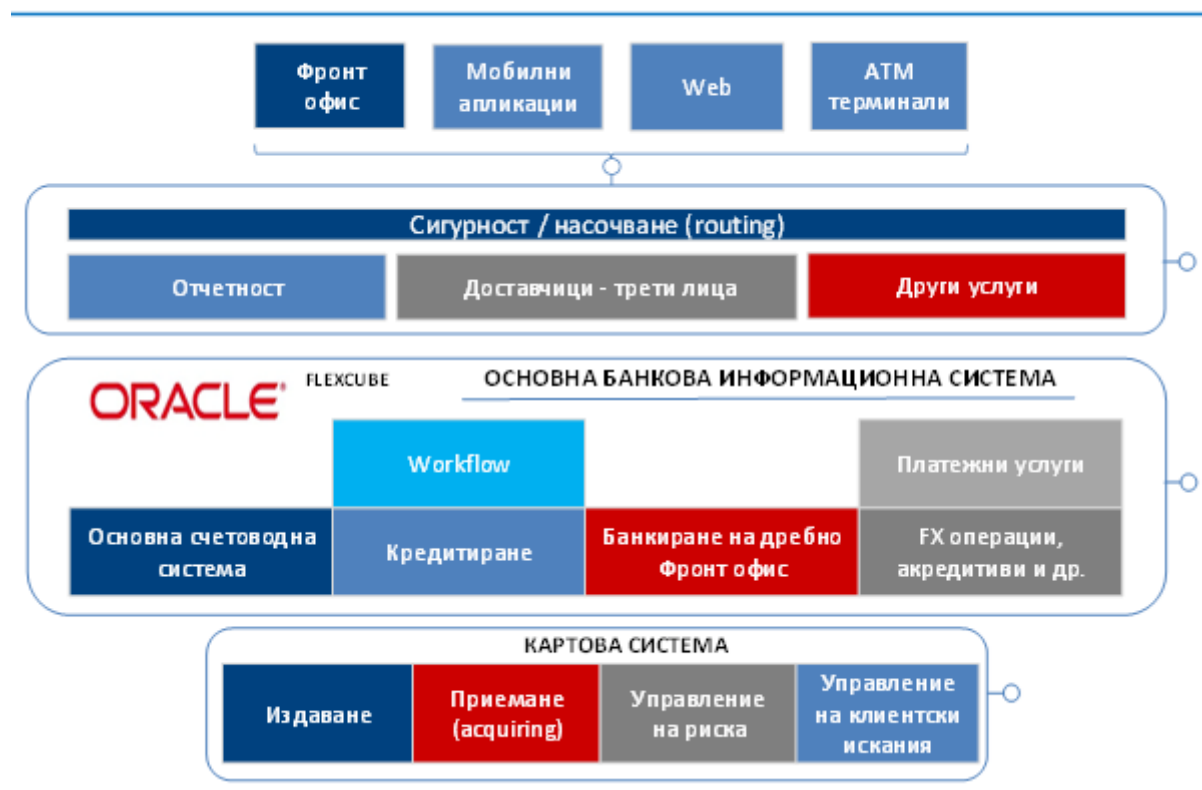 Фронт
офис
Мобилни
апликации
Web
АТМ
терминали
Сигурност / насочване (routing)
Отчетност
Доставчици - трети лица
Други услуги
ORACLE®
FLEXCUBE
ОСНОВНА БАНКОВА ИНФОРМАЦИОННА СИСТЕМА
Workflow
Платежни услуги
Основна счетоводна
система
Кредитиране
Банкиране на дребно
Фронт офис
FX операции,
акредитиви и др.
КАРТОВА СИСТЕМА
Издаване
Приемане
(acquiring)
Управление
на риска
Управление
на клиентски
искания